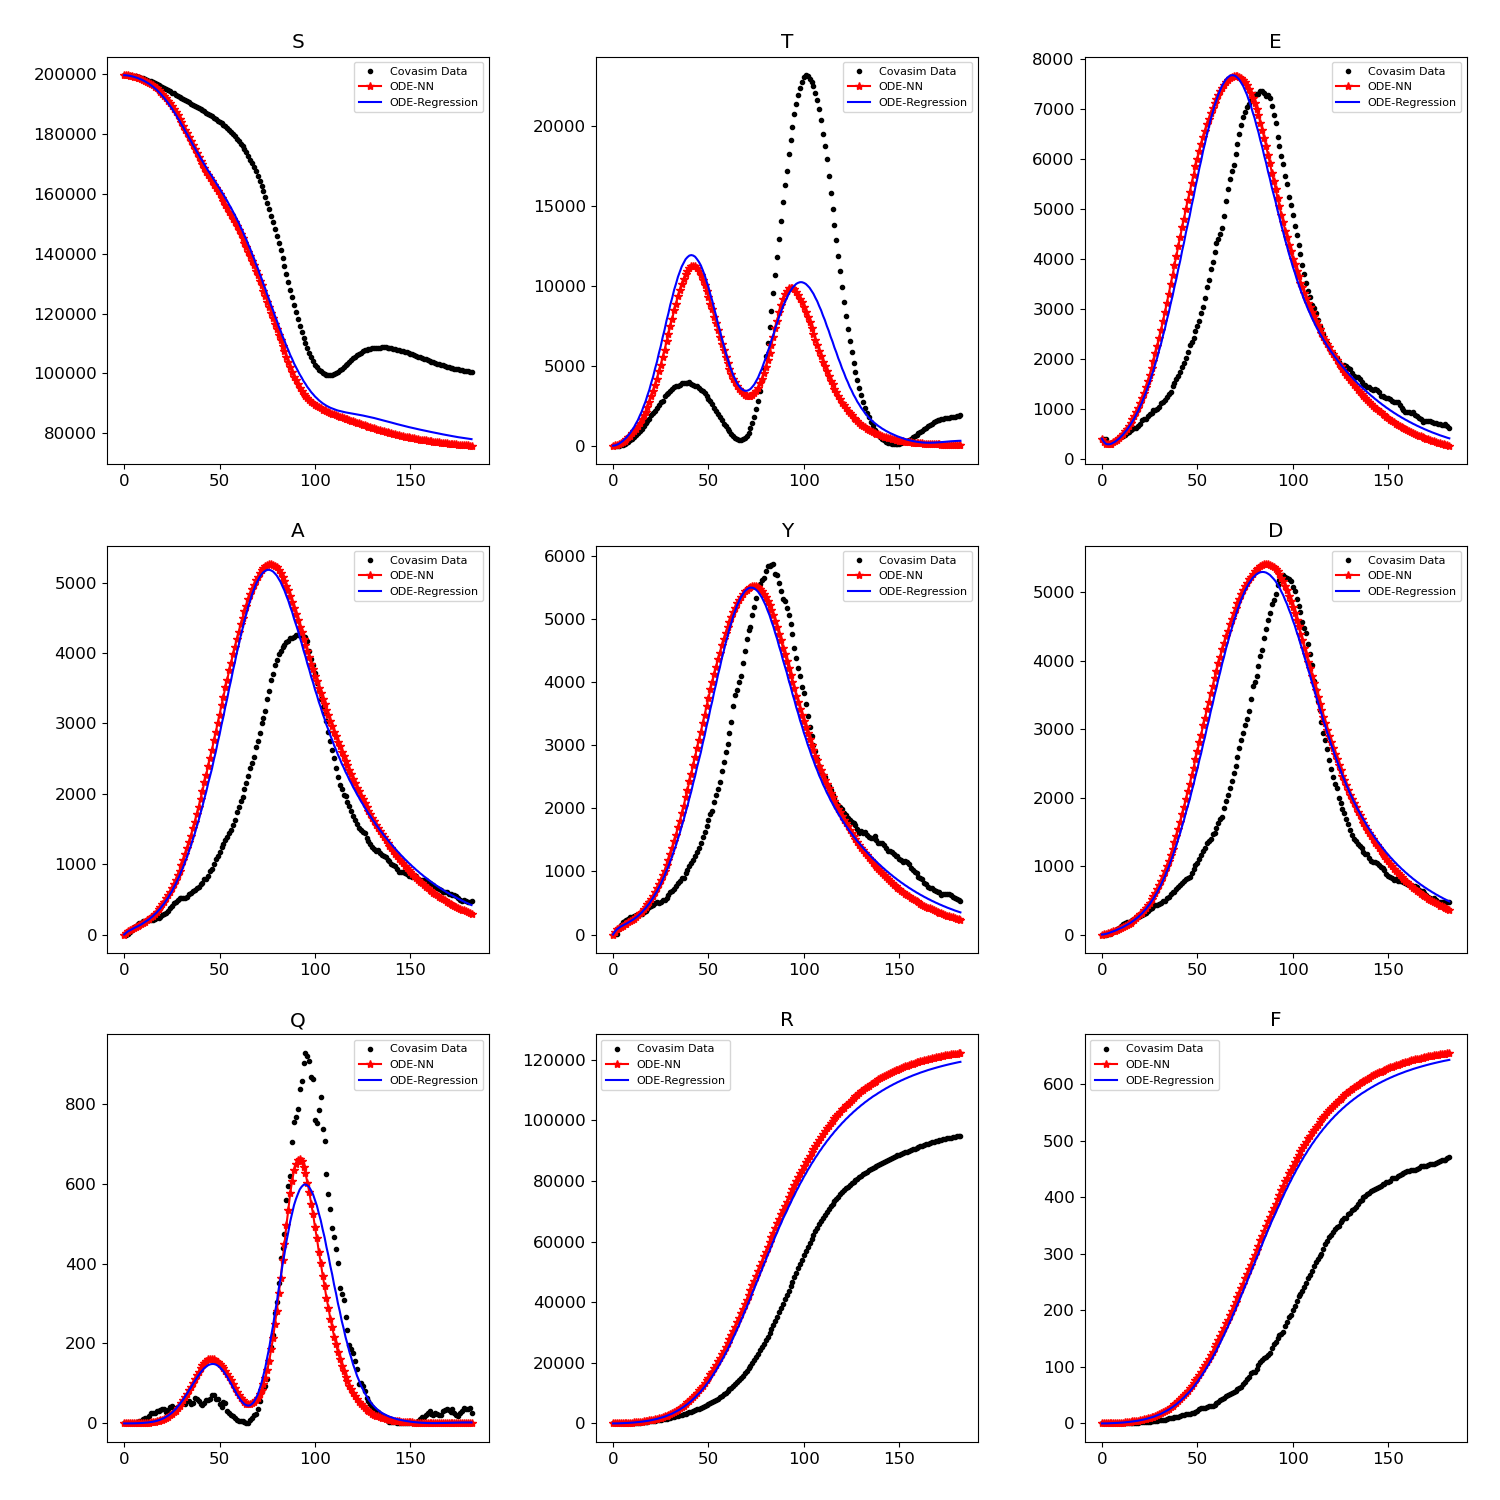 S
Covasim Data
ODE-NN
ODE-Regression
200000
180000
160000
140000
120000
100000
80000
0 50 100 150
T
Covasim Data
ODE-NN
ODE-Regression
20000
15000
10000
5000
0
0 50 100 150
E
Covasim Data
ODE-NN
ODE-Regression
8000
7000
6000
5000
4000
3000
2000
1000
0
0 50 100 150
A
Covasim Data
ODE-NN
ODE-Regression
5000
4000
3000
2000
1000
0
0 50 100 150
Y
Covasim Data
ODE-NN
ODE-Regression
6000
5000
4000
3000
2000
1000
0
0 50 100 150
D
Covasim Data
ODE-NN
ODE-Regression
5000
4000
3000
2000
1000
0
0 50 100 150
Q
Covasim Data
ODE-NN
ODE-Regression
800
600
400
200
0
0 50 100 150
R
Covasim Data
ODE-NN
ODE-Regression
120000
100000
80000
60000
40000
20000
0
0 50 100 150
F
Covasim Data
ODE-NN
ODE-Regression
600
500
400
300
200
100
0
0 50 100 150